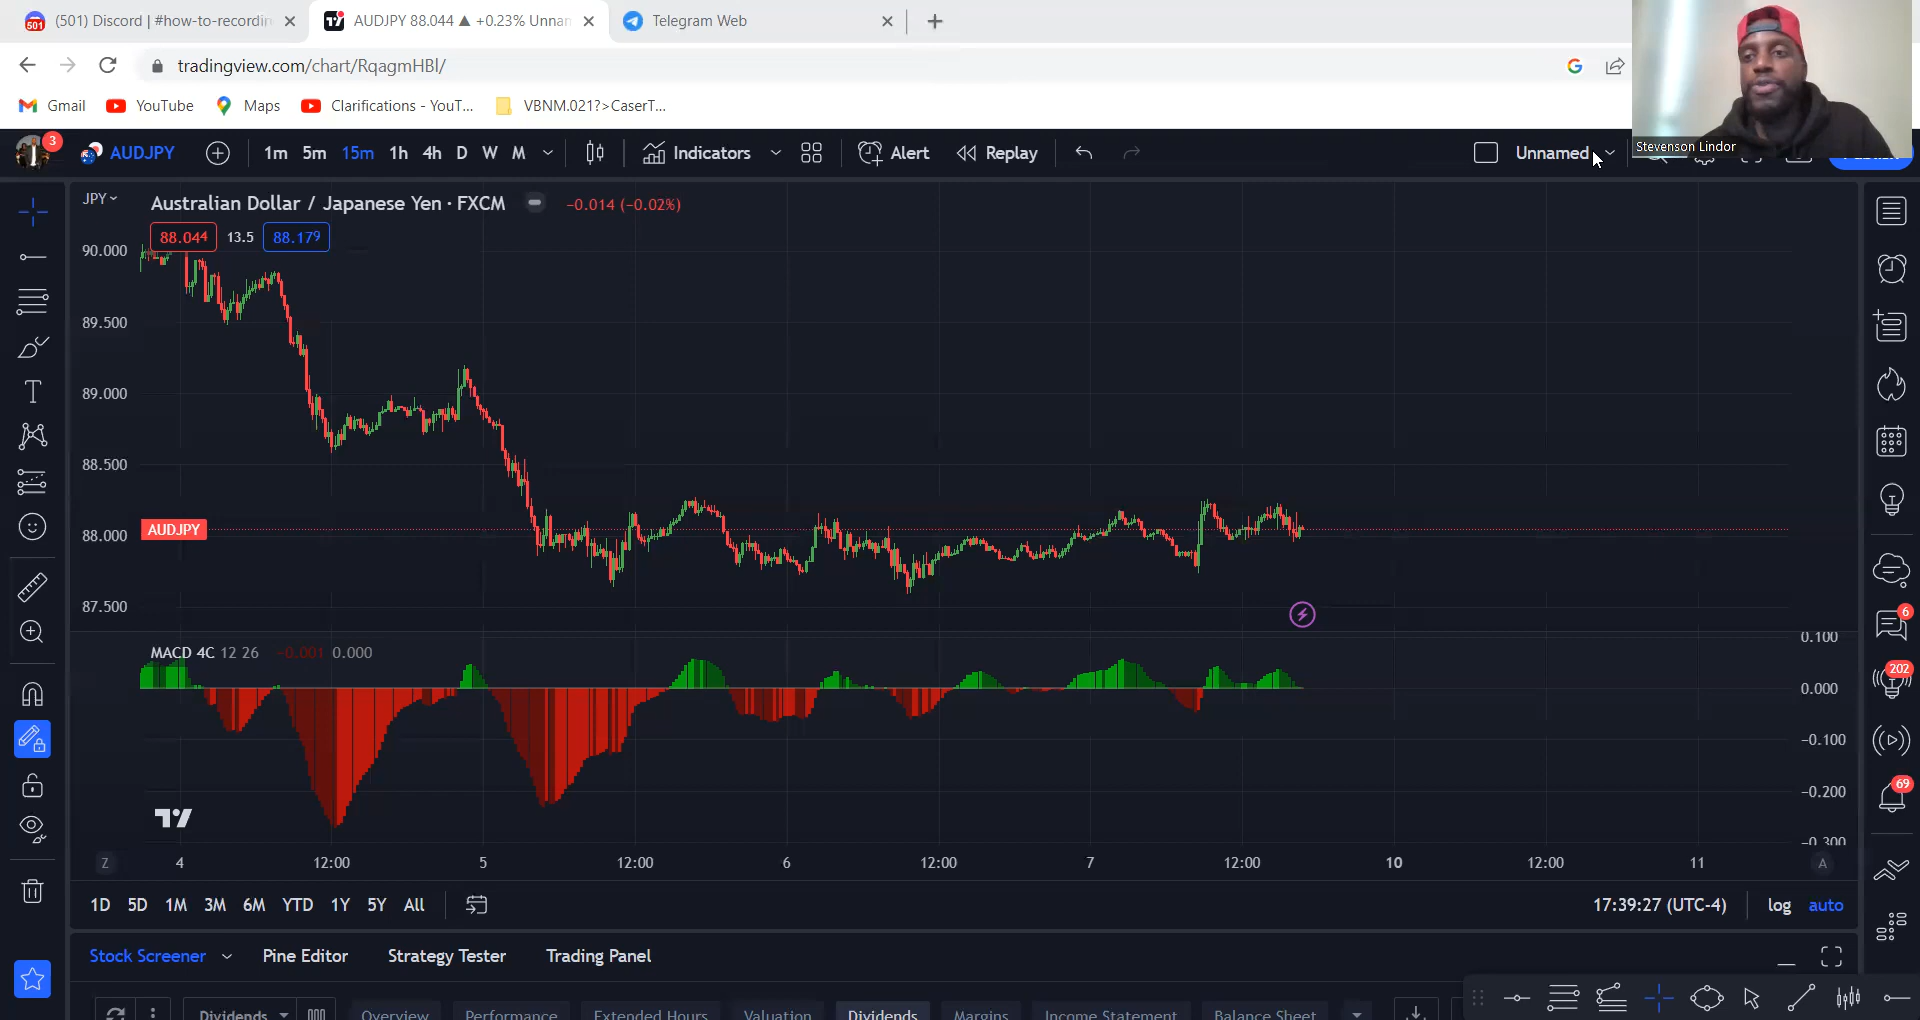 501
(501) Discord | #how-to-recordin
AUDJPY 88.044 ▲ +0.23% Unnan
Telegram Web
tradingview.com/chart/RqagmHBl/
Gmail
YouTube
Maps
Clarifications - YouT...
VBNM.021?>CaserT...
Stevenson Lindor
3
AUDJPY
1m 5m 15m 1h 4h D W M
Indicators
Alert
Replay
Unnamed
JPY
Australian Dollar / Japanese Yen · FXCM
−0.014 (−0.02%)
88.044
13.5
88.179
90.000
89.500
89.000
88.500
AUDJPY
88.000
87.500
MACD 4C 12 26 −0.001 0.000
0.100
0.000
−0.100
−0.200
−0.300
6
202
69
Z
4 12:00 5 12:00 6 12:00 7 12:00 10 12:00 11
A
1D 5D 1M 3M 6M YTD 1Y 5Y All
17:39:27 (UTC-4)
log
auto
Stock Screener
Pine Editor
Strategy Tester
Trading Panel
Dividends
Overview
Performance
Extended Hours
Valuation
Dividends
Margins
Income Statement
Balance Sheet